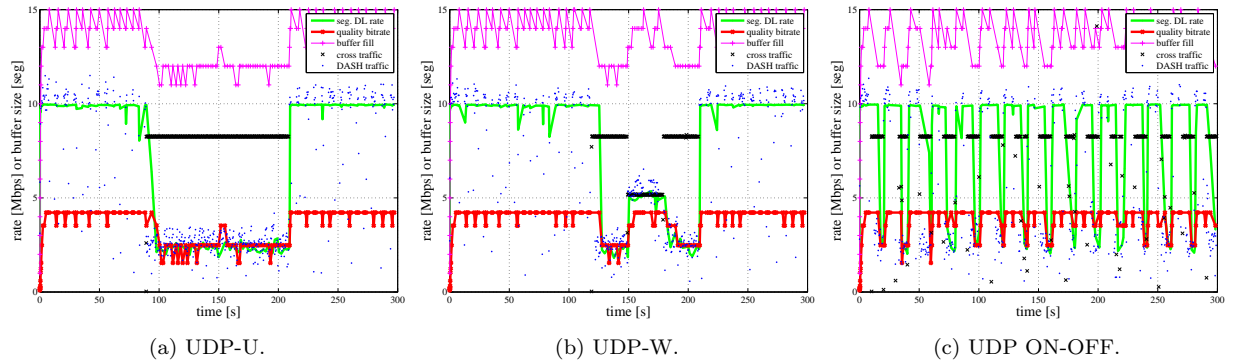 rate [Mbps] or buffer size [seg]
15
10
5
0
0 50 100 150 200 250 300
time [s]
seg. DL rate
quality bitrate
buffer fill
cross traffic
DASH traffic
(a) UDP-U.
rate [Mbps] or buffer size [seg]
15
10
5
0
0 50 100 150 200 250 300
time [s]
seg. DL rate
quality bitrate
buffer fill
cross traffic
DASH traffic
(b) UDP-W.
rate [Mbps] or buffer size [seg]
15
10
5
0
0 50 100 150 200 250 300
time [s]
seg. DL rate
quality bitrate
buffer fill
cross traffic
DASH traffic
(c) UDP ON-OFF.